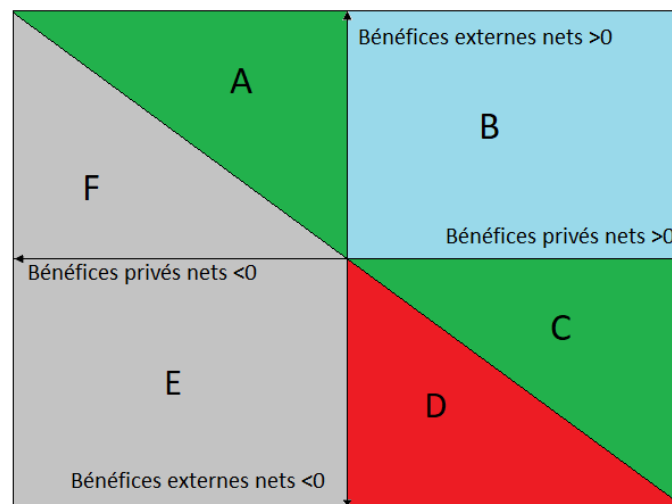 Bénéfices externes nets >0
A
B
F
Bénéfices privés nets >0
Bénéfices privés nets <0
C
E
D
Bénéfices externes nets <0